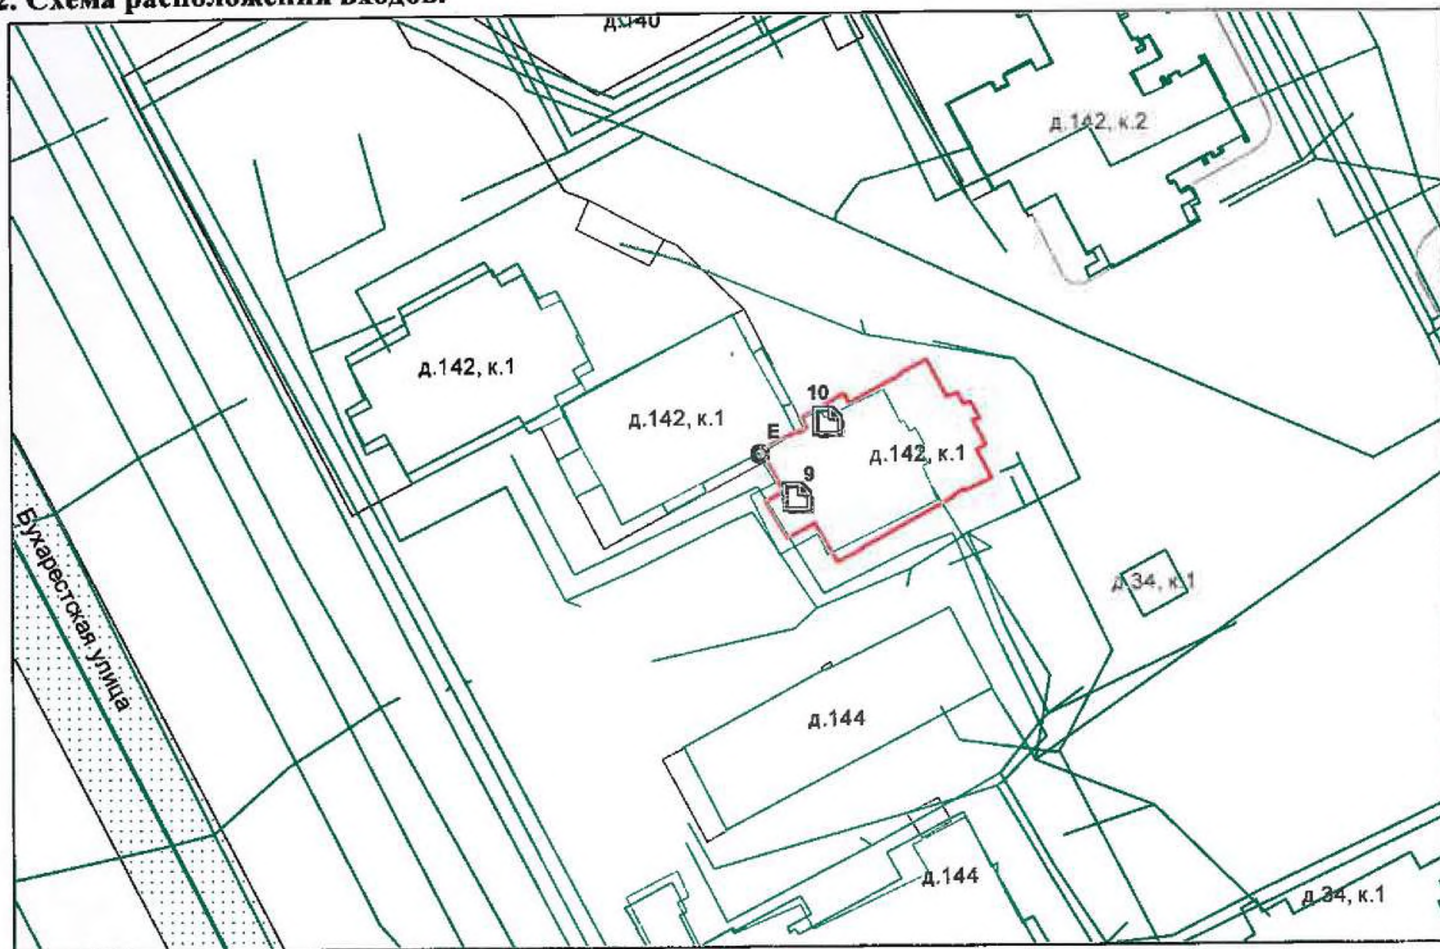 2. Схема расположения входов.
д.140
д.142, к.2
д.142, к.1
д.142, к.1
10
E
д.142, к.1
9
Бухарестская улица
д.34, к.1
д.144
д.144
д.34, к.1